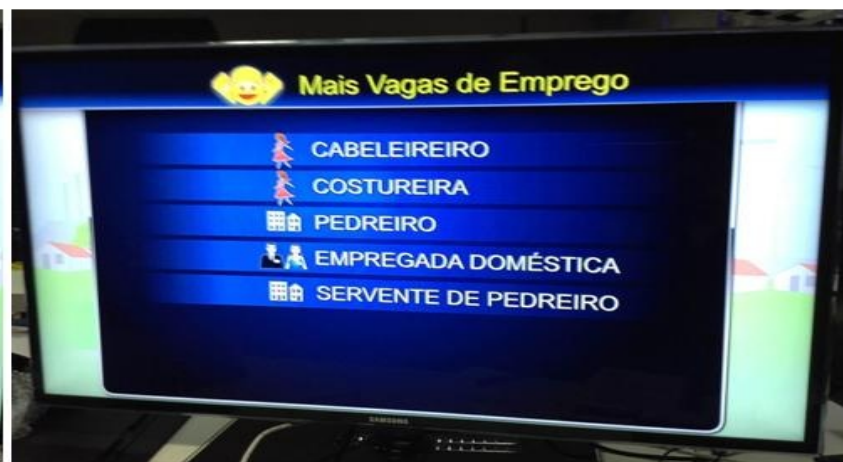 Mais Vagas de Emprego
CABELEIREIRO
COSTUREIRA
PEDREIRO
EMPREGADA DOMÉSTICA
SERVENTE DE PEDREIRO
SAMSUNG